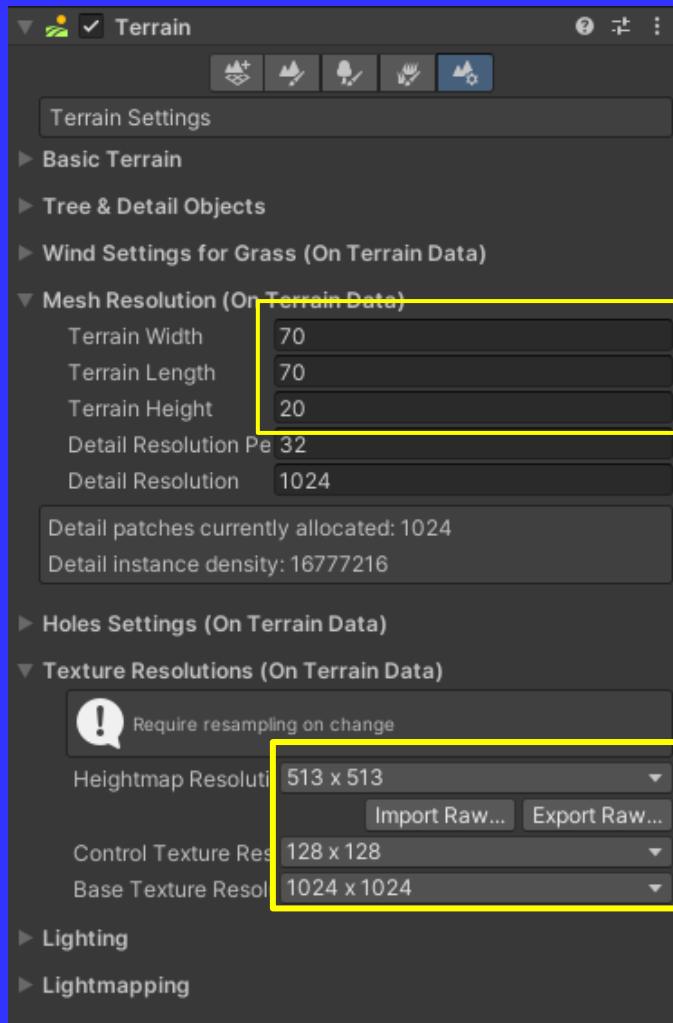 Terrain
Terrain Settings
Basic Terrain
Tree & Detail Objects
Wind Settings for Grass (On Terrain Data)
Mesh Resolution (On Terrain Data)
Terrain Width 70
Terrain Length 70
Terrain Height 20
Detail Resolution Pe 32
Detail Resolution 1024
Detail patches currently allocated: 1024
Detail instance density: 16777216
Holes Settings (On Terrain Data)
Texture Resolutions (On Terrain Data)
Require resampling on change
Heightmap Resoluti 513 x 513
Import Raw... Export Raw...
Control Texture Res 128 x 128
Base Texture Resol 1024 x 1024
Lighting
Lightmapping